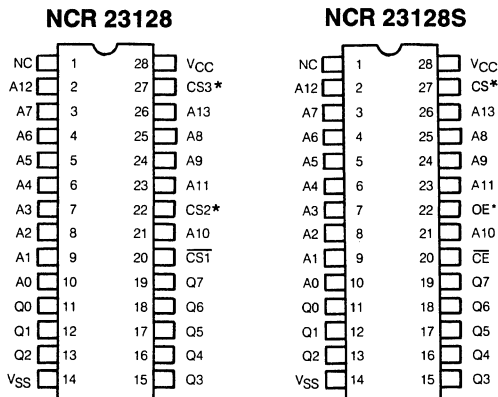 NCR 23128 NCR 23128S
NC 1 28 VCC NC 1 28 VCC
A12 2 27 CS3* A12 2 27 CS*
A7 3 26 A13 A7 3 26 A13
A6 4 25 A8 A6 4 25 A8
A5 5 24 A9 A5 5 24 A9
A4 6 23 A11 A4 6 23 A11
A3 7 22 CS2* A3 7 22 OE*
A2 8 21 A10 A2 8 21 A10
A1 9 20 C̅S̅1̅ A1 9 20 C̅E̅
A0 10 19 Q7 A0 10 19 Q7
Q0 11 18 Q6 Q0 11 18 Q6
Q1 12 17 Q5 Q1 12 17 Q5
Q2 13 16 Q4 Q2 13 16 Q4
VSS 14 15 Q3 VSS 14 15 Q3